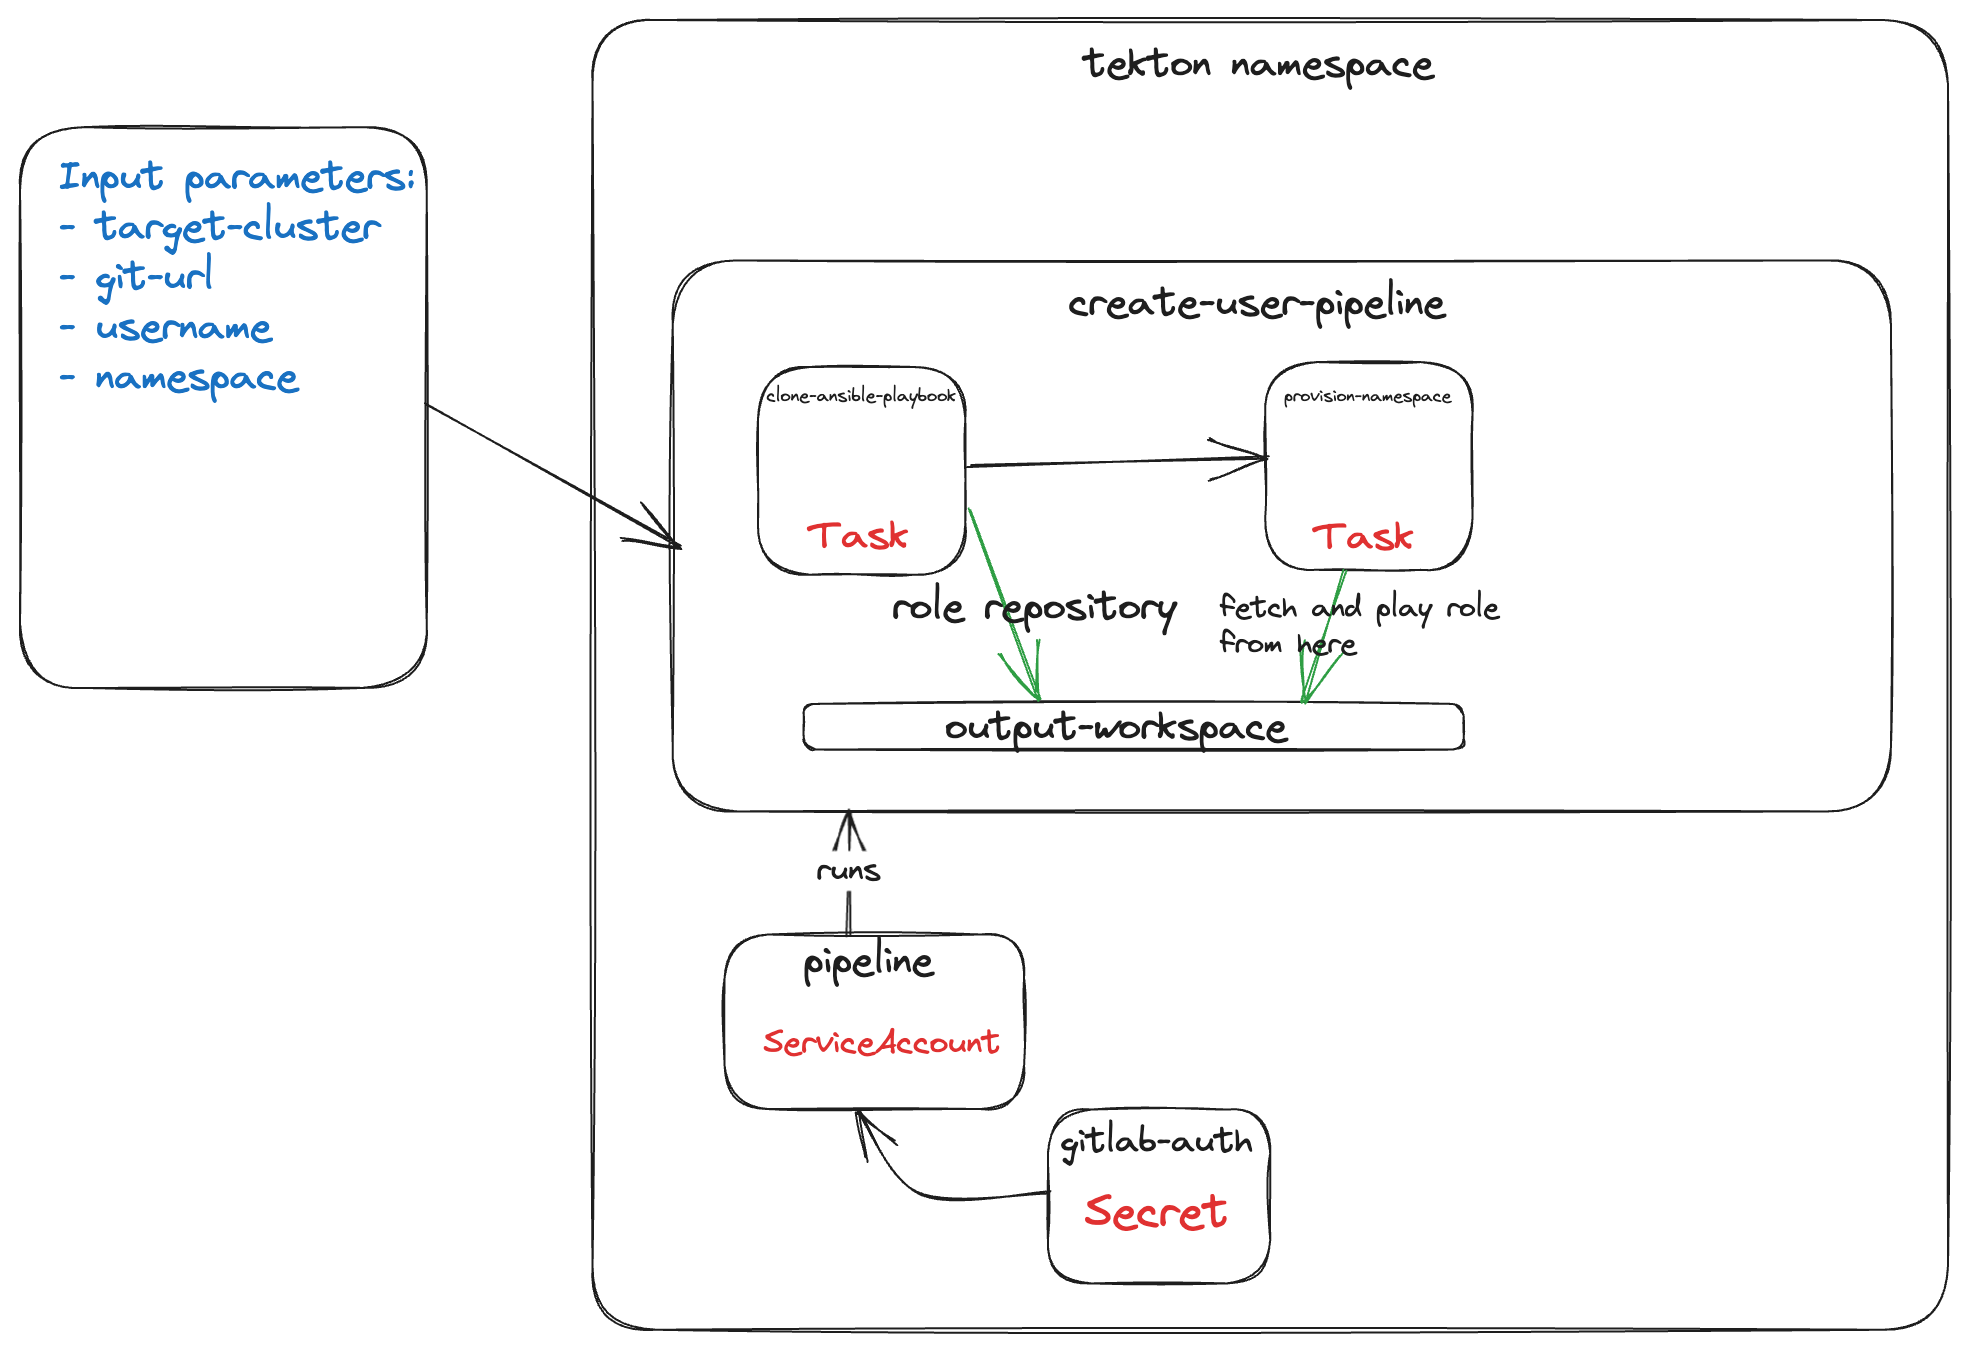 tekton namespace
Input parameters:
- target-cluster
- git-url
- username
- namespace
create-user-pipeline
clone-ansible-playbook
Task
provision-namespace
Task
role repository
fetch and play role
from here
output-workspace
runs
pipeline
ServiceAccount
gitlab-auth
Secret